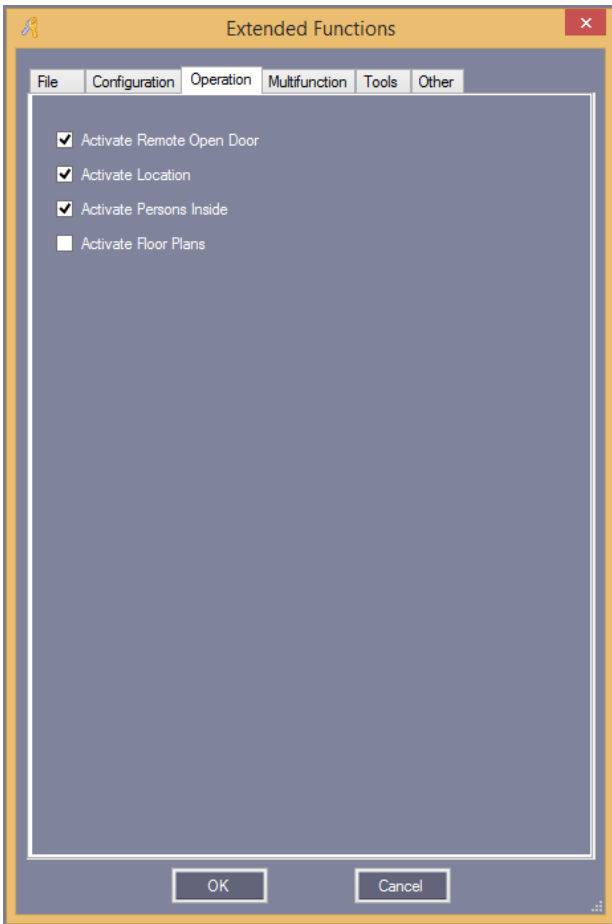 Extended Functions
File Configuration Operation Multifunction Tools Other
Activate Remote Open Door
Activate Location
Activate Persons Inside
Activate Floor Plans
OK Cancel